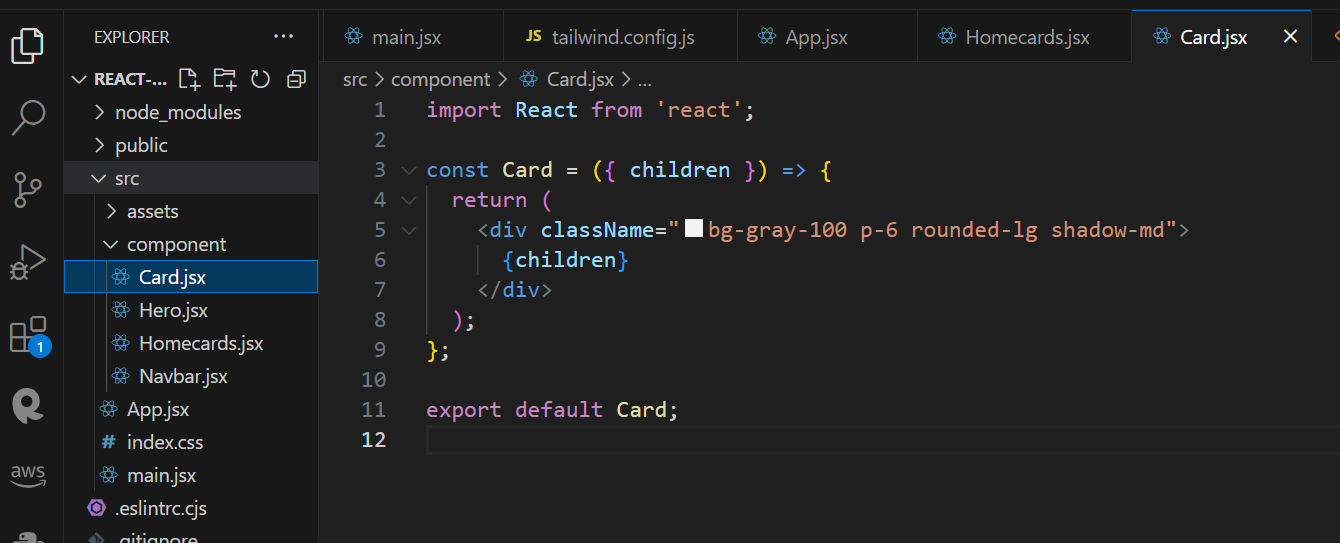 EXPLORER ...
REACT-...
node_modules
public
src
assets
component
Card.jsx
Hero.jsx
Homecards.jsx
Navbar.jsx
App.jsx
# index.css
main.jsx
.eslintrc.cjs
.gitignore
1
aws
main.jsx JS tailwind.config.js App.jsx Homecards.jsx Card.jsx
src > component > Card.jsx > ...
1 import React from 'react';
2
3 const Card = ({ children }) => {
4 return (
5 <div className="bg-gray-100 p-6 rounded-lg shadow-md">
6 {children}
7 </div>
8 );
9 };
10
11 export default Card;
12